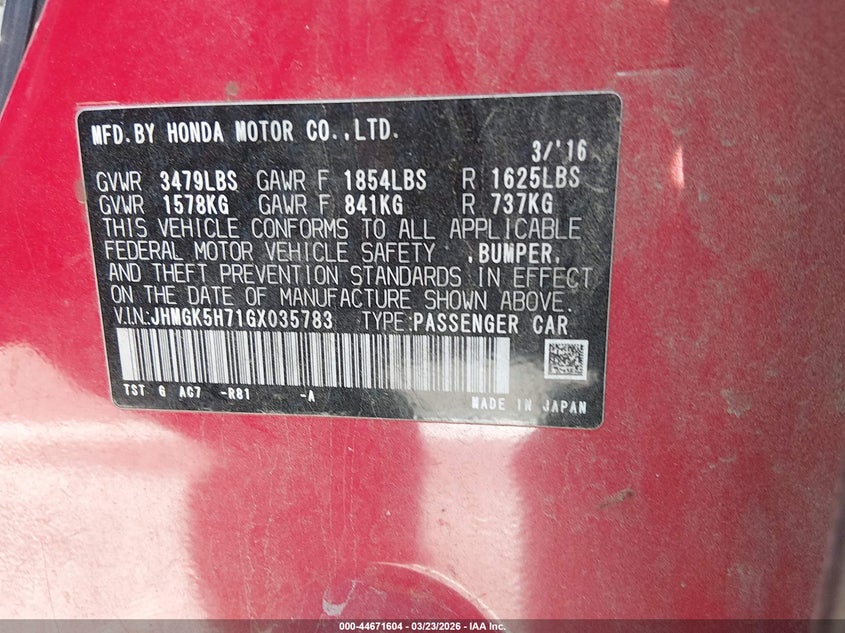 MFD. BY HONDA MOTOR CO., LTD.
3/'16
GVWR 3479LBS GAWR F 1854LBS R 1625LBS
GVWR 1578KG GAWR F 841KG R 737KG
THIS VEHICLE CONFORMS TO ALL APPLICABLE
FEDERAL MOTOR VEHICLE SAFETY ,BUMPER,
AND THEFT PREVENTION STANDARDS IN EFFECT
ON THE DATE OF MANUFACTURE SHOWN ABOVE.
V.I.N:JHMGK5H71GX035783 TYPE:PASSENGER CAR
TST G AC7 -R81 -A
MADE IN JAPAN
000-44671604 | 03/23/2026 - IAA Inc.